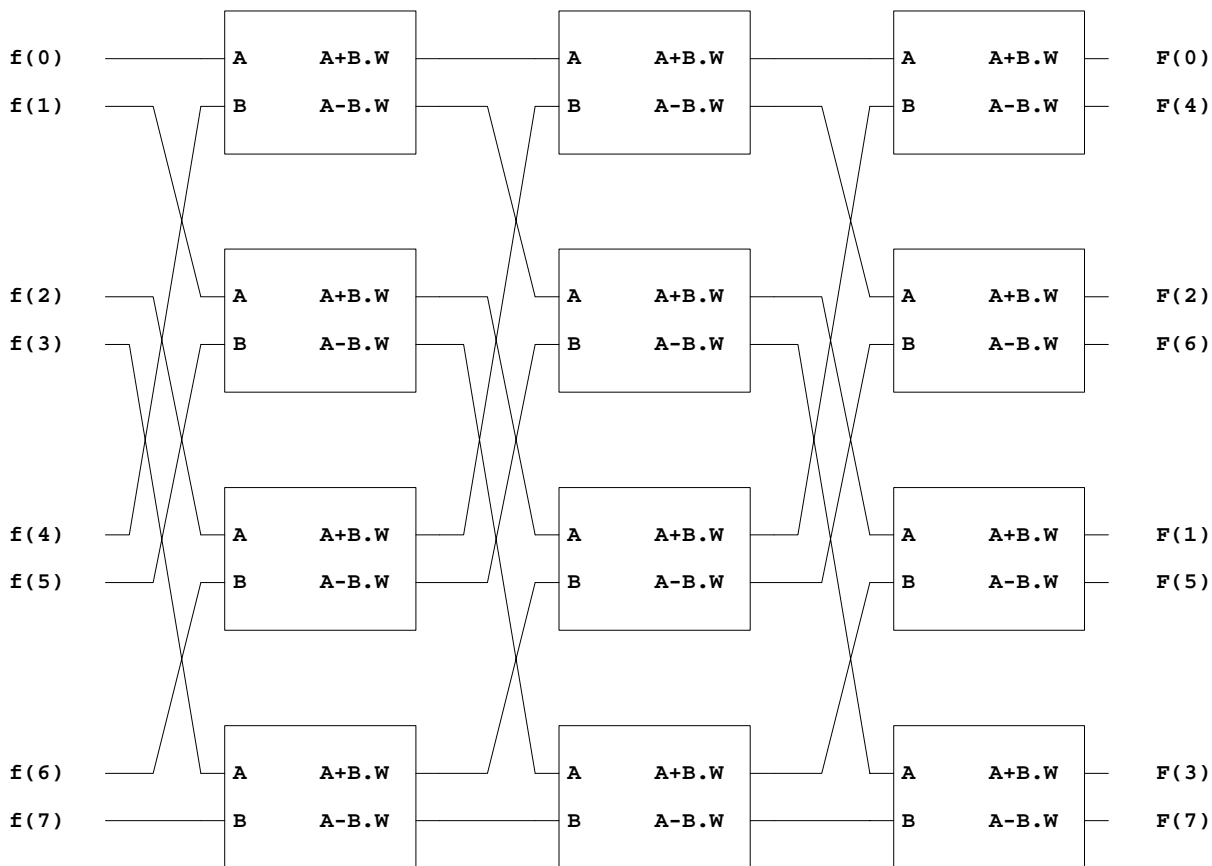 f(0) A A+B.W A A+B.W A A+B.W F(0)
f(1) B A-B.W B A-B.W B A-B.W F(4)
f(2) A A+B.W A A+B.W A A+B.W F(2)
f(3) B A-B.W B A-B.W B A-B.W F(6)
f(4) A A+B.W A A+B.W A A+B.W F(1)
f(5) B A-B.W B A-B.W B A-B.W F(5)
f(6) A A+B.W A A+B.W A A+B.W F(3)
f(7) B A-B.W B A-B.W B A-B.W F(7)